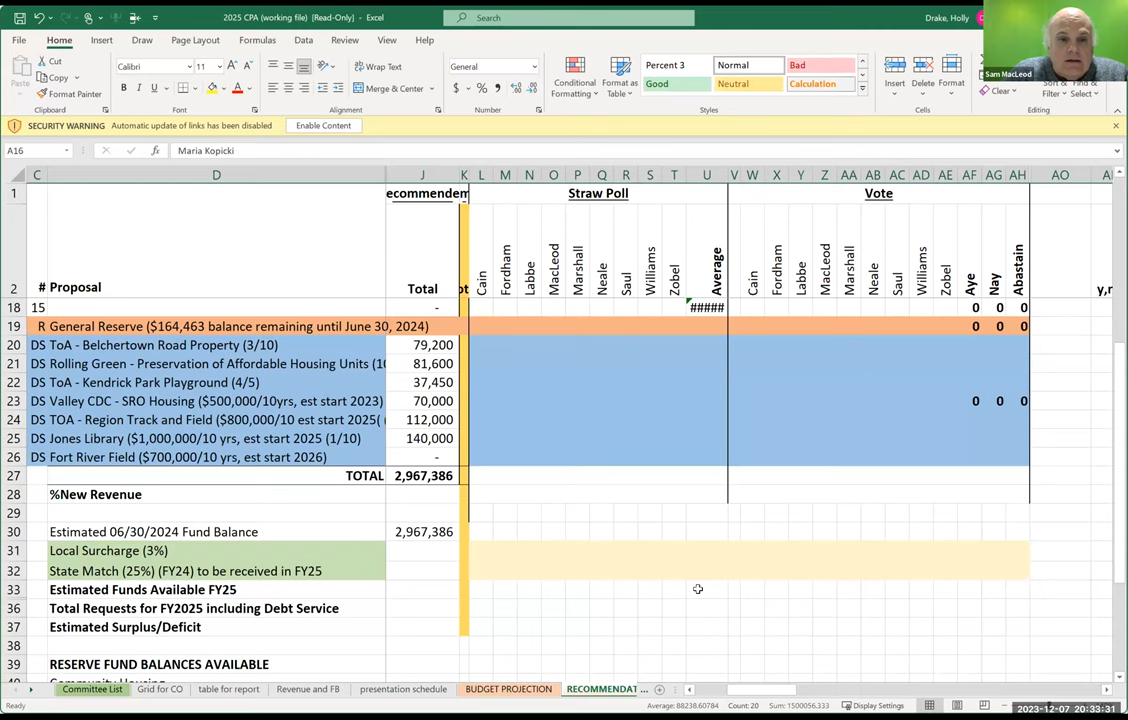 2025 CPA (working file) [Read-Only] - Excel
Search
Drake, Holly
File Home Insert Draw Page Layout Formulas Data Review View Help
Sam MacLeod
Paste
Cut
Copy
Format Painter
Clipboard
Calibri 11
B I U
Font
Wrap Text
Merge & Center
Alignment
General
$ % ,
Number
Conditional Formatting
Format as Table
Percent 3 Normal Bad
Good Neutral Calculation
Styles
Insert Delete Format
Cells
Clear
Sort & Filter
Find & Select
Editing
SECURITY WARNING Automatic update of links has been disabled Enable Content
A16 fx Maria Kopicki
C D J K L M N O P Q R S T U V W X Y Z AA AB AC AD AE AF AG AH AO
1 ecommended Straw Poll Vote
2 # Proposal Total Cain Fordham Labbe MacLeod Marshall Neale Saul Williams Zobel Average Cain Fordham Labbe MacLeod Marshall Neale Saul Williams Zobel Aye Nay Abastain
18 15 - ##### 0 0 0
19 R General Reserve ($164,463 balance remaining until June 30, 2024) 0 0 0
20 DS ToA - Belchertown Road Property (3/10) 79,200
21 DS Rolling Green - Preservation of Affordable Housing Units (10 81,600
22 DS ToA - Kendrick Park Playground (4/5) 37,450
23 DS Valley CDC - SRO Housing ($500,000/10yrs, est start 2023) 70,000 0 0 0
24 DS TOA - Region Track and Field ($800,000/10 est start 2025( 112,000
25 DS Jones Library ($1,000,000/10 yrs, est start 2025 (1/10) 140,000
26 DS Fort River Field ($700,000/10 yrs, est start 2026) -
27 TOTAL 2,967,386
28 %New Revenue
29
30 Estimated 06/30/2024 Fund Balance 2,967,386
31 Local Surcharge (3%)
32 State Match (25%) (FY24) to be received in FY25
33 Estimated Funds Available FY25
36 Total Requests for FY2025 including Debt Service
37 Estimated Surplus/Deficit
38
39 RESERVE FUND BALANCES AVAILABLE
Committee List Grid for CO table for report Revenue and FB presentation schedule BUDGET PROJECTION RECOMMENDAT ...
Ready Average: 88238.60784 Count: 20 Sum: 1500056.333 Display Settings
2023-12-07 20:33:31